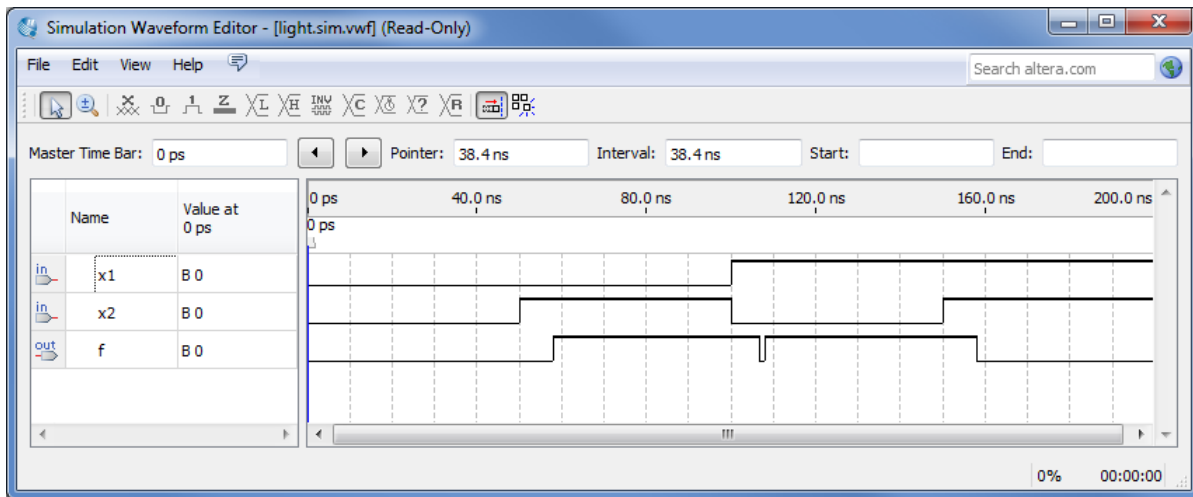 Simulation Waveform Editor - [light.sim.vwf] (Read-Only)
File Edit View Help
Search altera.com
X 0 1 Z L H INV C ? R
Master Time Bar: 0 ps Pointer: 38.4 ns Interval: 38.4 ns Start: End:
Name Value at 0 ps
0 ps 40.0 ns 80.0 ns 120.0 ns 160.0 ns 200.0 ns
0 ps
in x1 B 0
in x2 B 0
out f B 0
0% 00:00:00